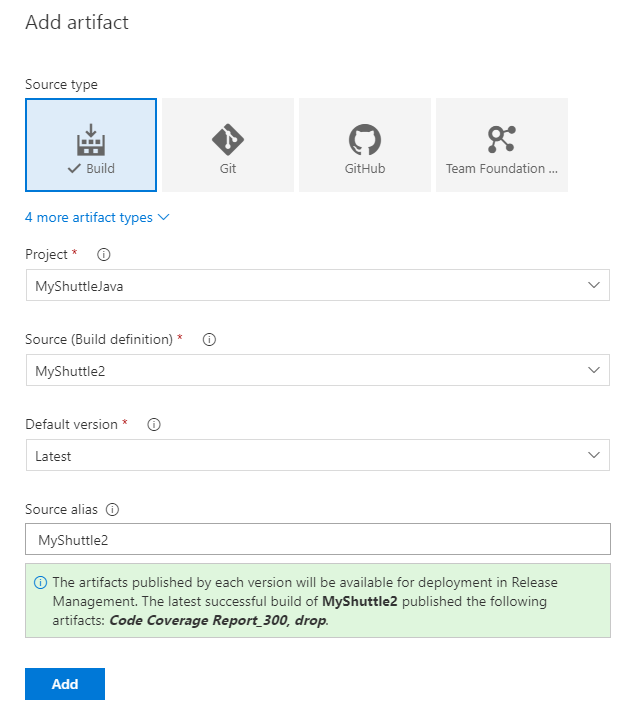 Add artifact
Source type
Build
Git
GitHub
Team Foundation ...
4 more artifact types
Project *
MyShuttleJava
Source (Build definition) *
MyShuttle2
Default version *
Latest
Source alias
MyShuttle2
The artifacts published by each version will be available for deployment in Release
Management. The latest successful build of MyShuttle2 published the following
artifacts: Code Coverage Report_300, drop.
Add